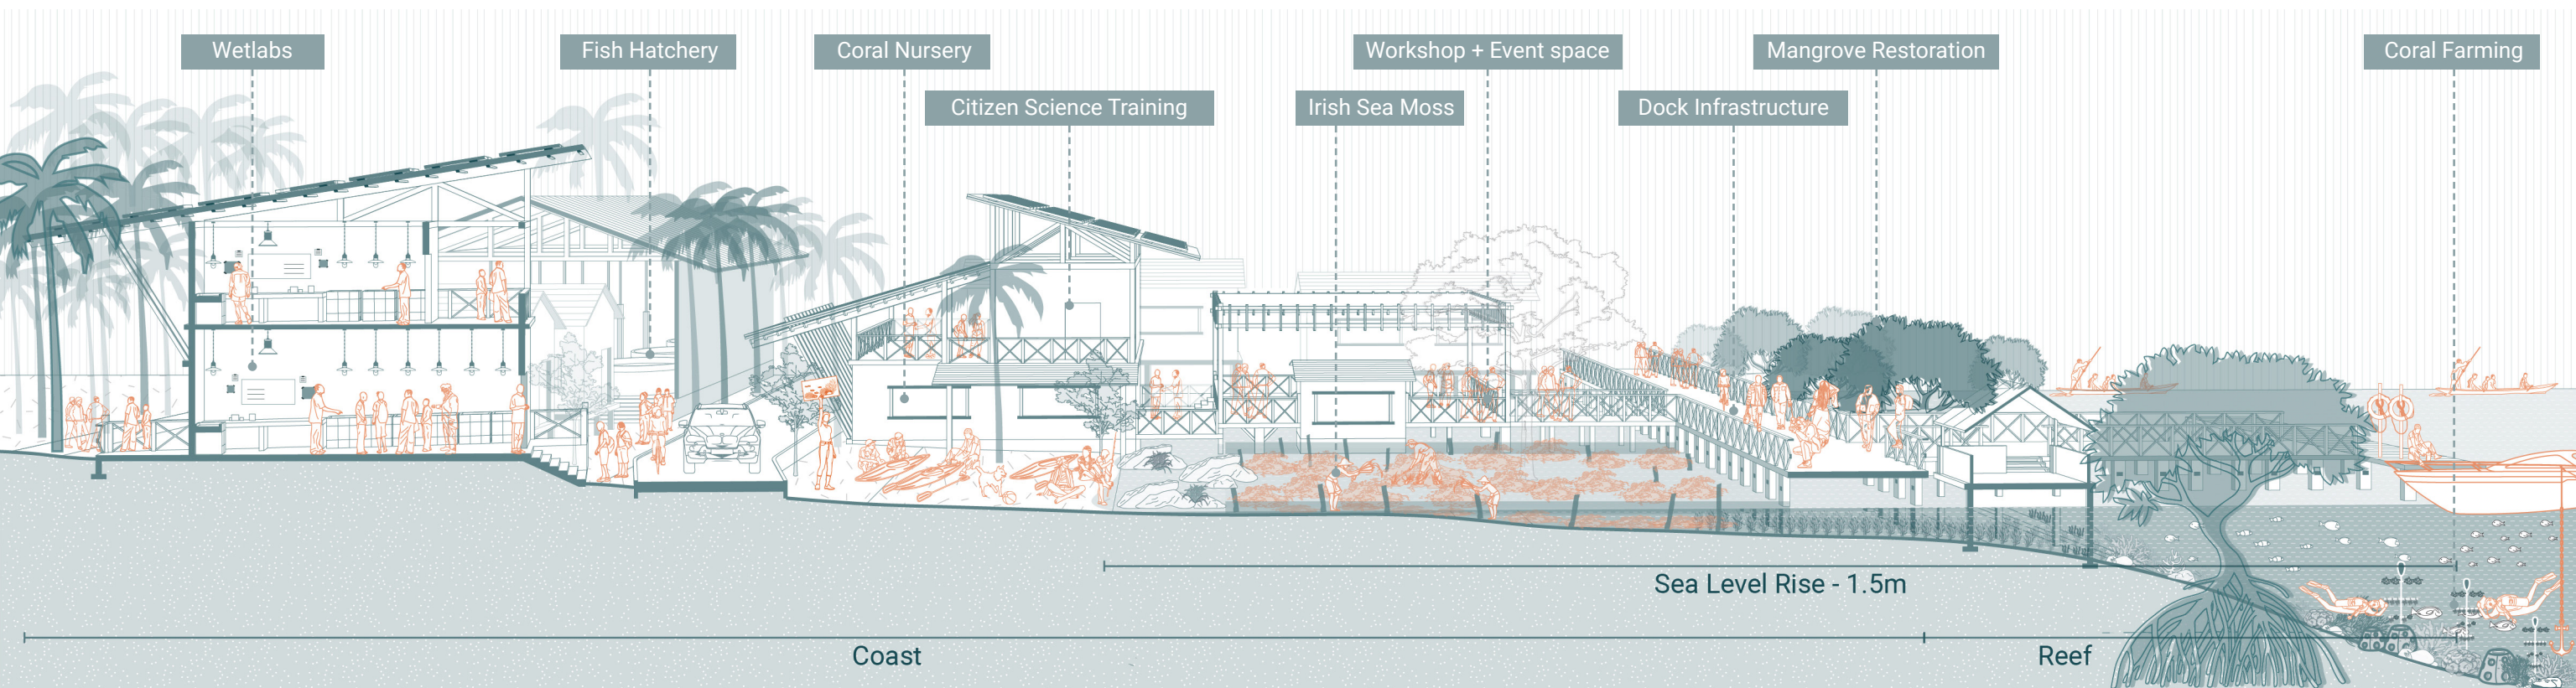 Wetlabs
Fish Hatchery
Coral Nursery
Workshop + Event space
Mangrove Restoration
Coral Farming
Citizen Science Training
Irish Sea Moss
Dock Infrastructure
Sea Level Rise - 1.5m
Coast
Reef